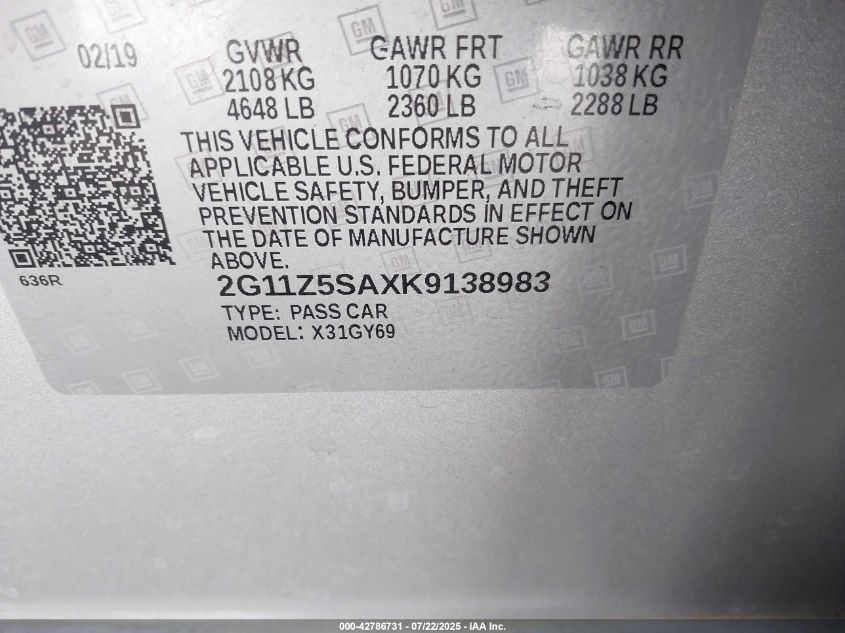 02/19 GVWR GAWR FRT GAWR RR
2108 KG 1070 KG 1038 KG
4648 LB 2360 LB 2288 LB
THIS VEHICLE CONFORMS TO ALL
APPLICABLE U.S. FEDERAL MOTOR
VEHICLE SAFETY, BUMPER, AND THEFT
PREVENTION STANDARDS IN EFFECT ON
THE DATE OF MANUFACTURE SHOWN
ABOVE.
636R
2G11Z5SAXK9138983
TYPE: PASS CAR
MODEL: X31GY69
GM
000-42786731 - 07/22/2025 - IAA Inc.